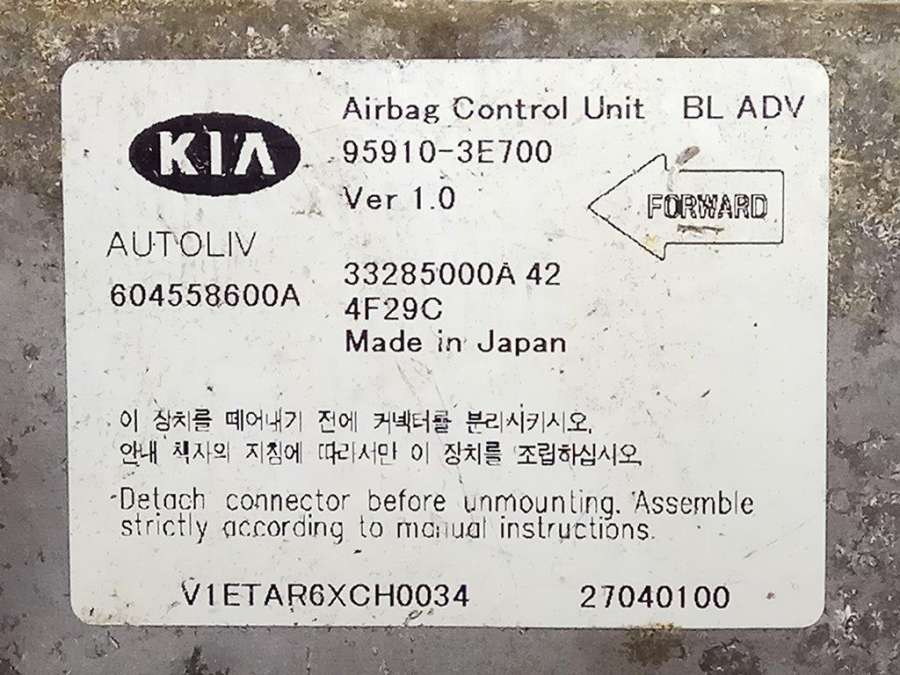 KIA
Airbag Control Unit BL ADV
95910-3E700
Ver 1.0
FORWARD
AUTOLIV
604558600A
33285000A 42
4F29C
Made in Japan
이 장치를 떼어내기 전에 커넥터를 분리시키시오.
안내 책자의 지침에 따라서만 이 장치를 조립하십시오.
Detach connector before unmounting. Assemble
strictly according to manual instructions.
V1ETAR6XCH0034 27040100